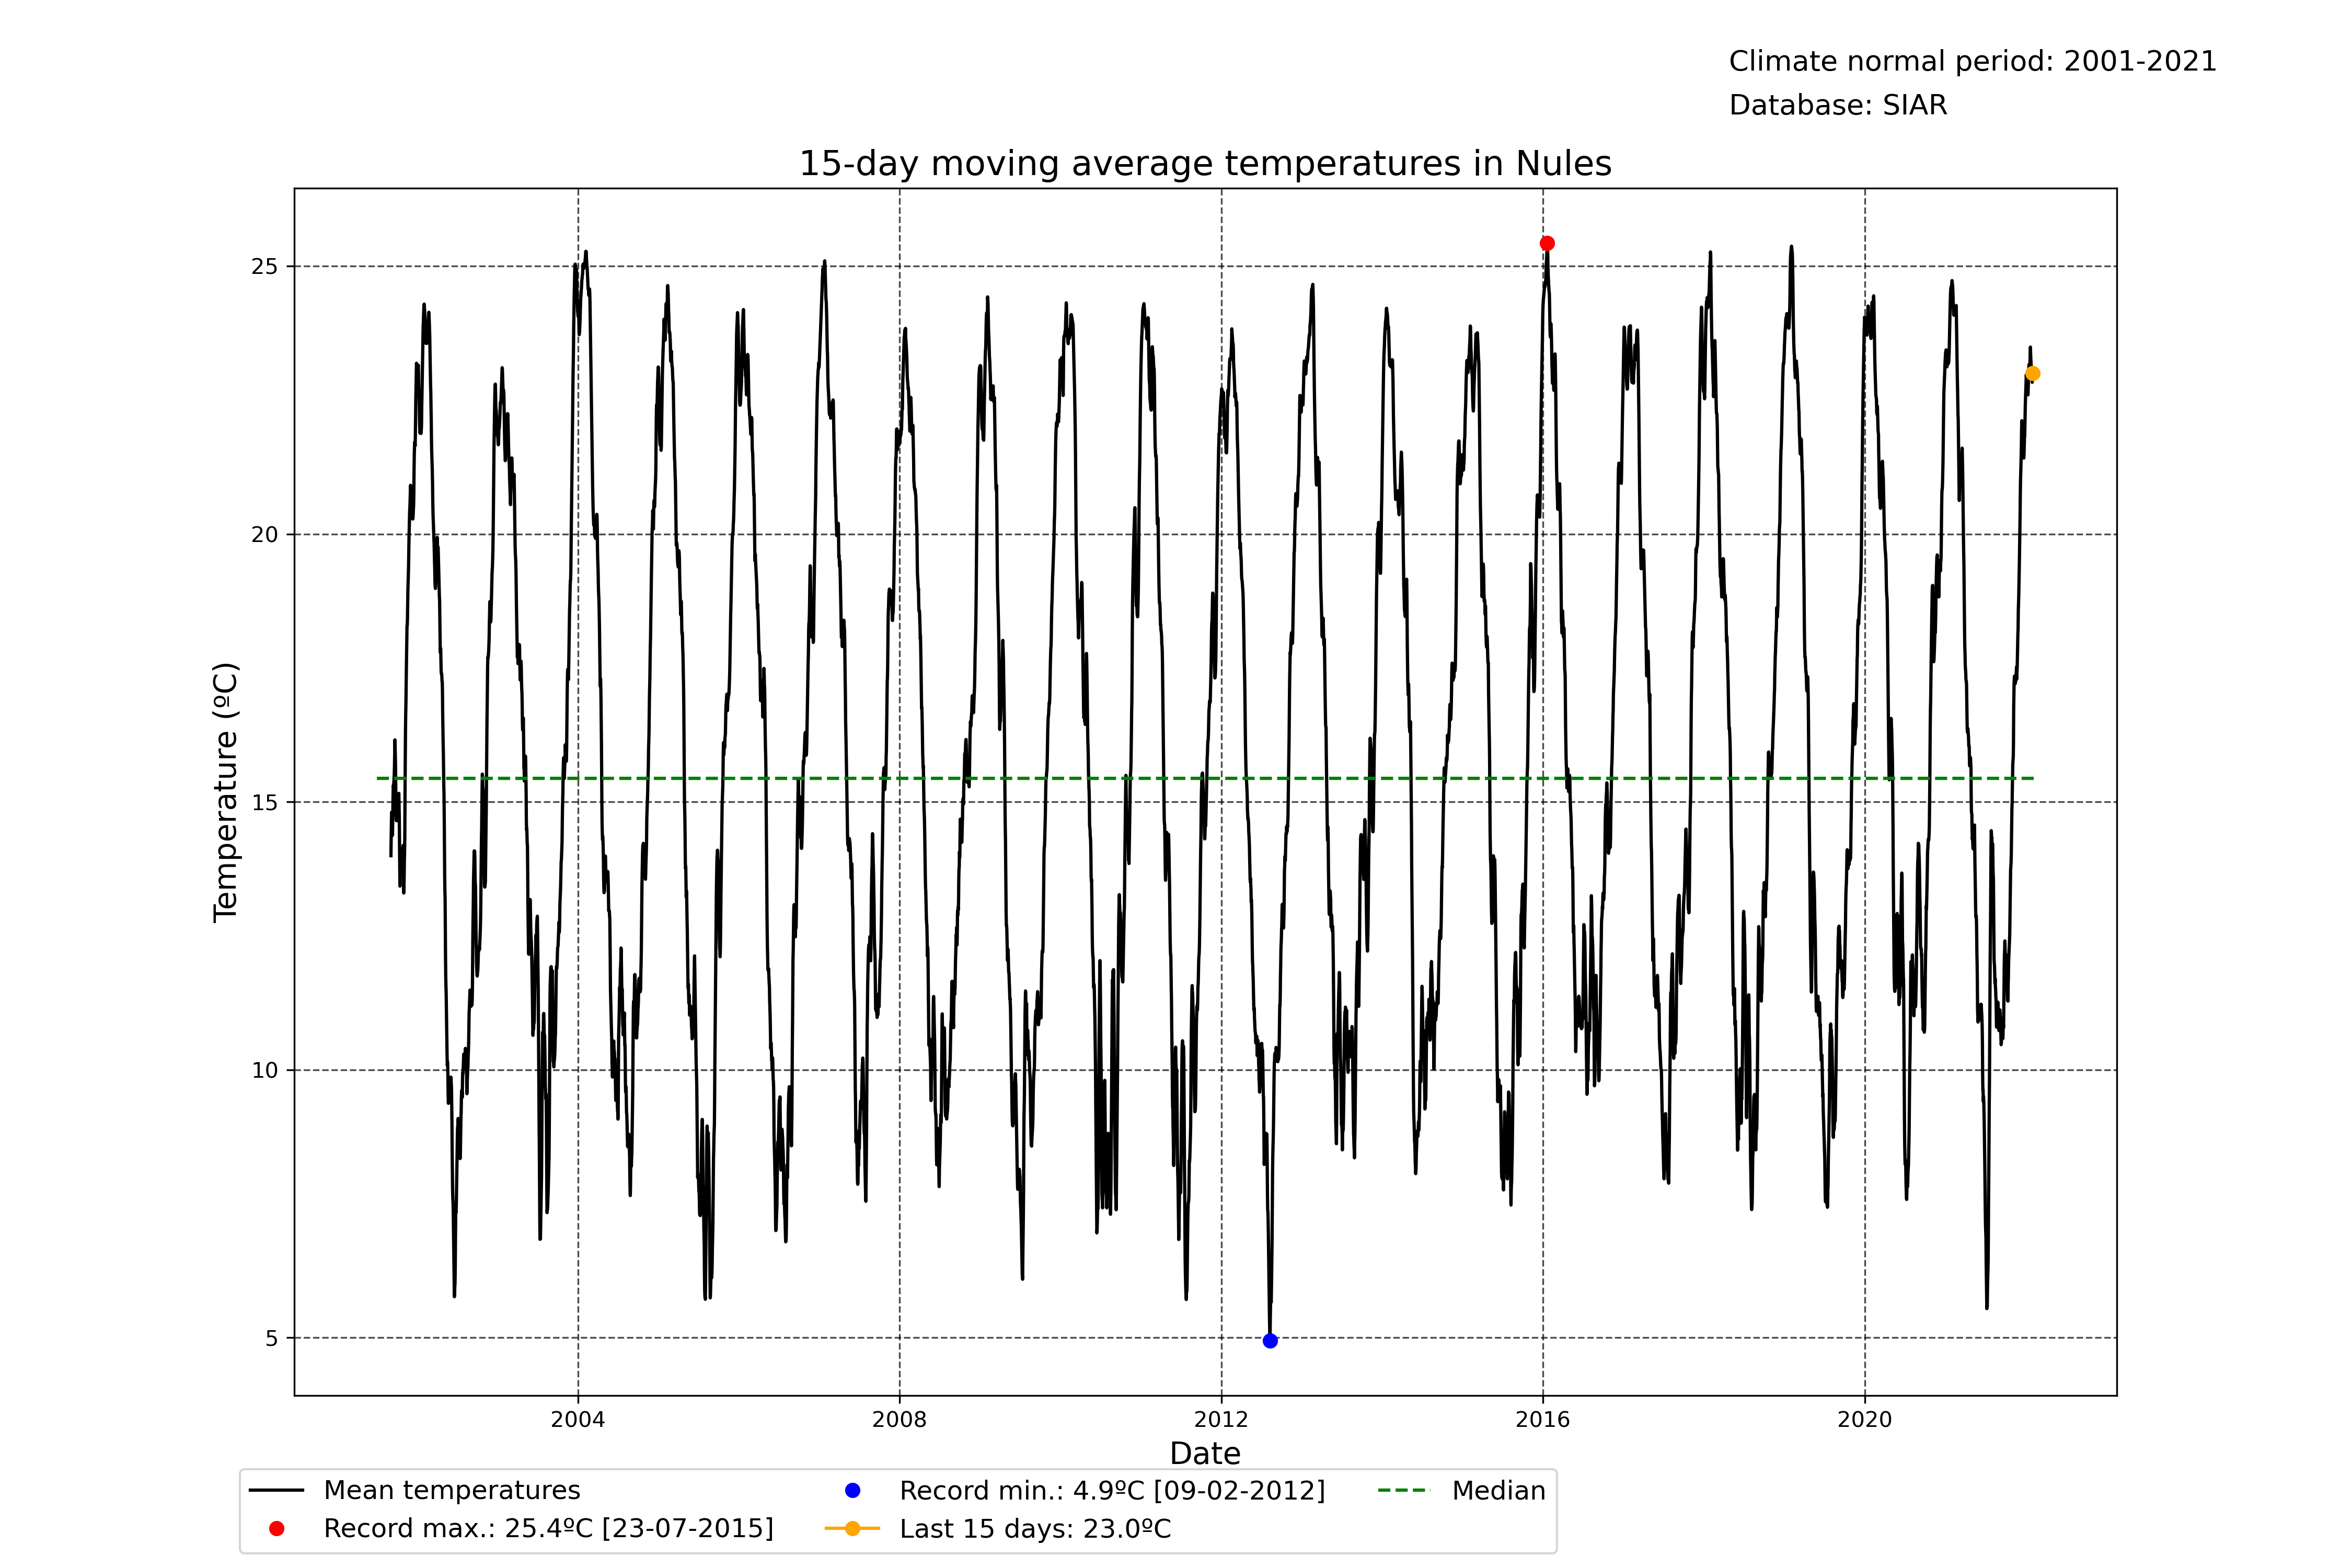 Climate normal period: 2001-2021
Database: SIAR
15-day moving average temperatures in Nules
25
20
15
10
5
Temperature (ºC)
2004 2008 2012 2016 2020
Date
Mean temperatures
Record max.: 25.4ºC [23-07-2015]
Record min.: 4.9ºC [09-02-2012]
Last 15 days: 23.0ºC
Median